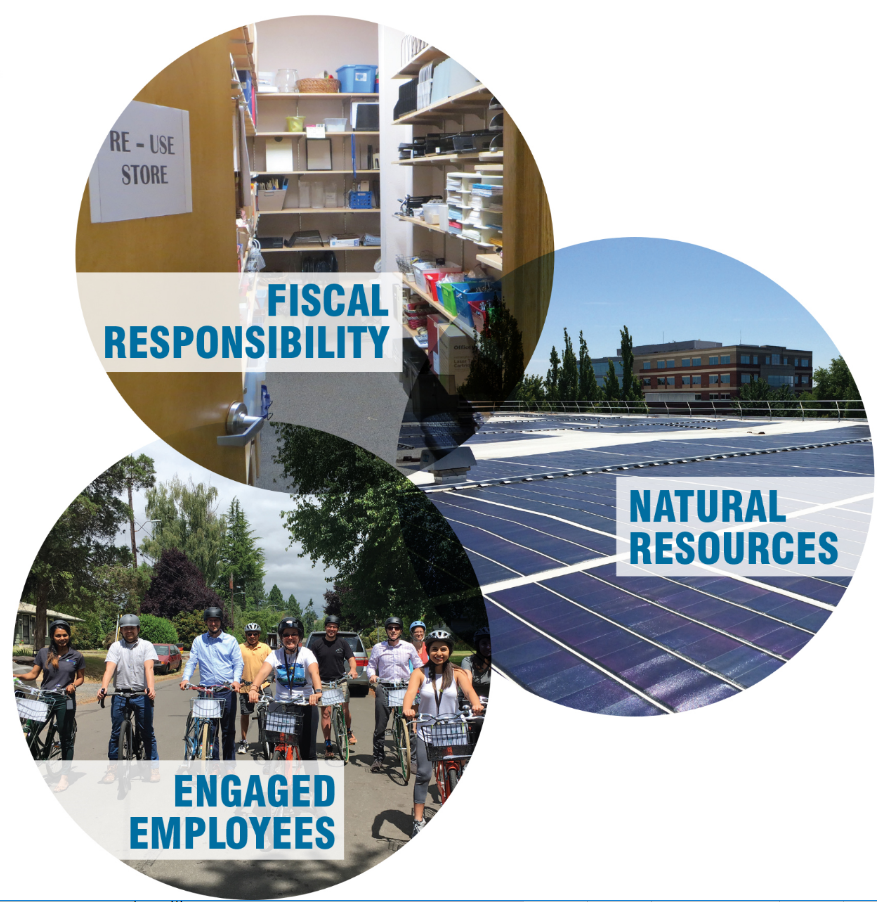 RE - USE
STORE
FISCAL
RESPONSIBILITY
NATURAL
RESOURCES
ENGAGED
EMPLOYEES